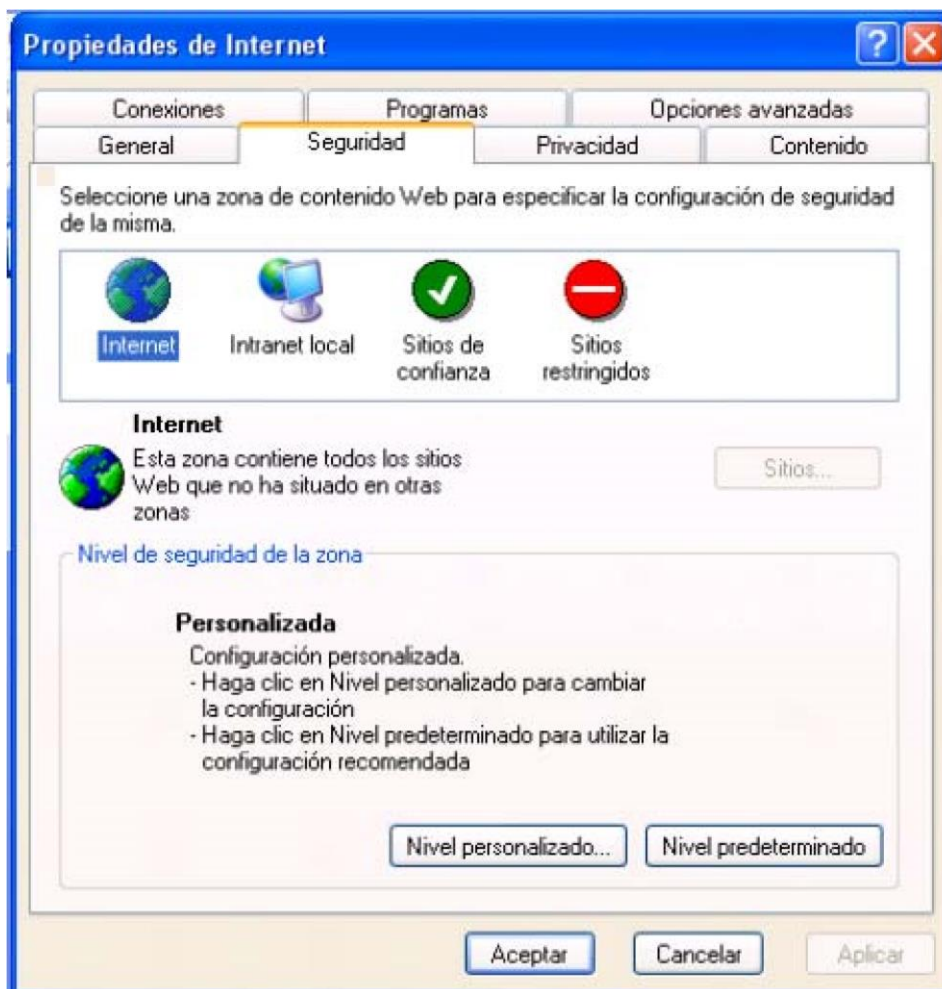 Propiedades de Internet
Conexiones Programas Opciones avanzadas
General Seguridad Privacidad Contenido
Seleccione una zona de contenido Web para especificar la configuración de seguridad
de la misma.
Internet Intranet local Sitios de confianza Sitios restringidos
Internet
Esta zona contiene todos los sitios
Web que no ha situado en otras
zonas
Sitios...
Nivel de seguridad de la zona
Personalizada
Configuración personalizada.
- Haga clic en Nivel personalizado para cambiar
la configuración
- Haga clic en Nivel predeterminado para utilizar la
configuración recomendada
Nivel personalizado... Nivel predeterminado
Aceptar Cancelar Aplicar